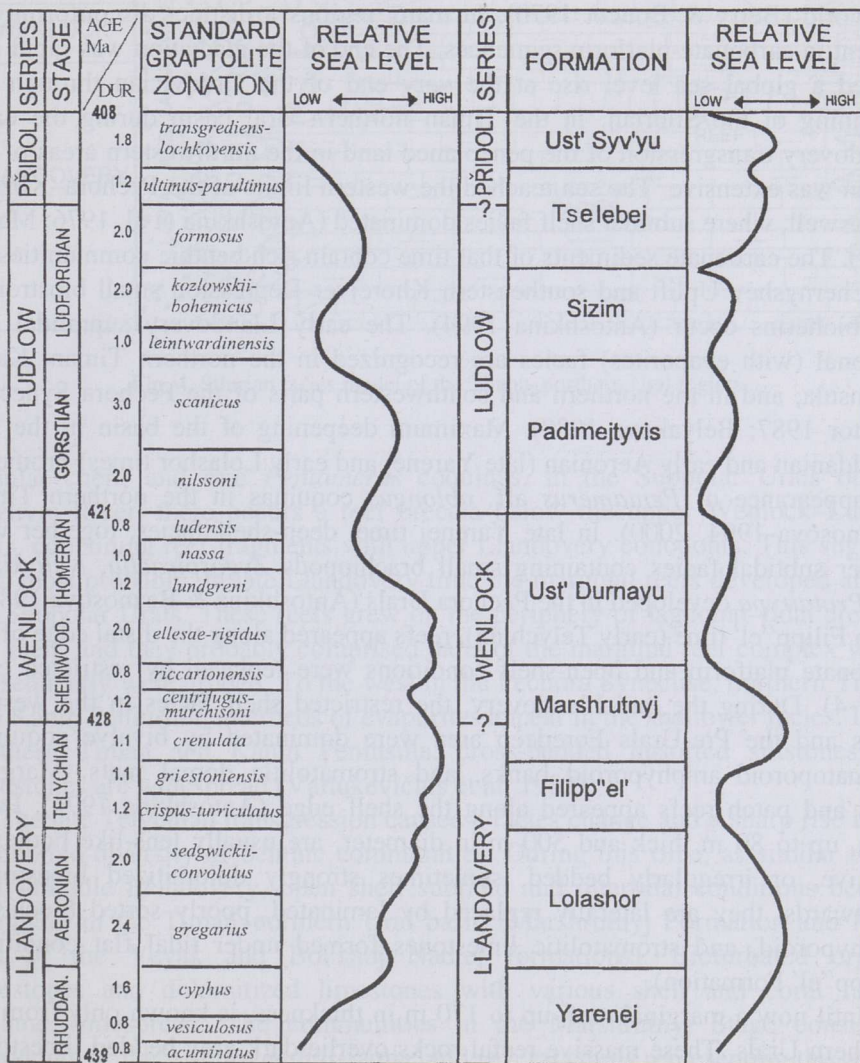 SERIES
STAGE
AGE
Ma
DUR.
STANDARD
GRAPTOLITE
ZONATION
RELATIVE
SEA LEVEL
LOW HIGH
408
PŘIDOLI
1.8
transgrediens-
lochkovensis
1.2
ultimus-parultimus
LUDLOW
LUDFORDIAN
2.0
formosus
2.0
kozlowskii-
bohemicus
1.0
leintwardinensis
GORSTIAN
3.0
scanicus
2.0
nilssoni
421
WENLOCK
HOMERIAN
0.8
ludensis
1.0
nassa
1.2
lundgreni
SHEINWOOD.
2.0
ellesae-rigidus
0.8
riccartonensis
1.2
centrifugus-
murchisoni
428
LLANDOVERY
TELYCHIAN
1.1
crenulata
1.1
griestoniensis
1.2
crispus-turriculatus
AERONIAN
2.0
sedgwickii-
convolutus
2.4
gregarius
RHUDDAN.
1.6
cyphus
0.8
vesiculosus
0.8
acuminatus
439
SERIES
FORMATION
RELATIVE
SEA LEVEL
LOW HIGH
PŘIDOLI
Ust' Syv'yu
?
Tselebej
LUDLOW
Sizim
Padimejtyvis
WENLOCK
Ust' Durnayu
Marshrutnyj
?
LLANDOVERY
Filipp"el'
Lolashor
Yarenej